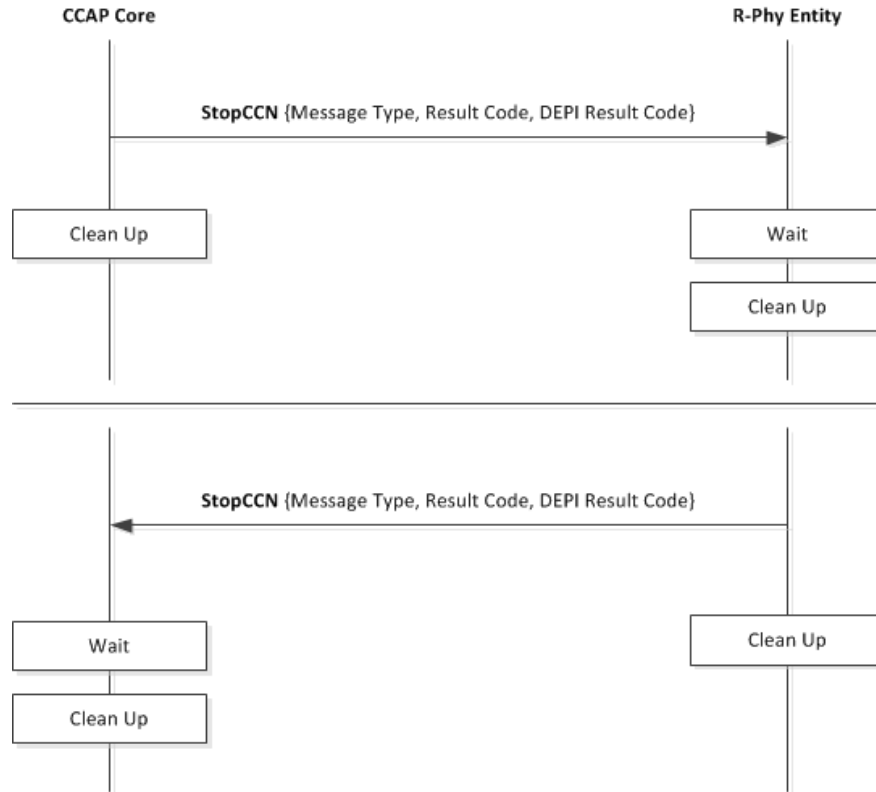 CCAP Core
R-Phy Entity
StopCCN {Message Type, Result Code, DEPI Result Code}
Clean Up
Wait
Clean Up
StopCCN {Message Type, Result Code, DEPI Result Code}
Wait
Clean Up
Clean Up